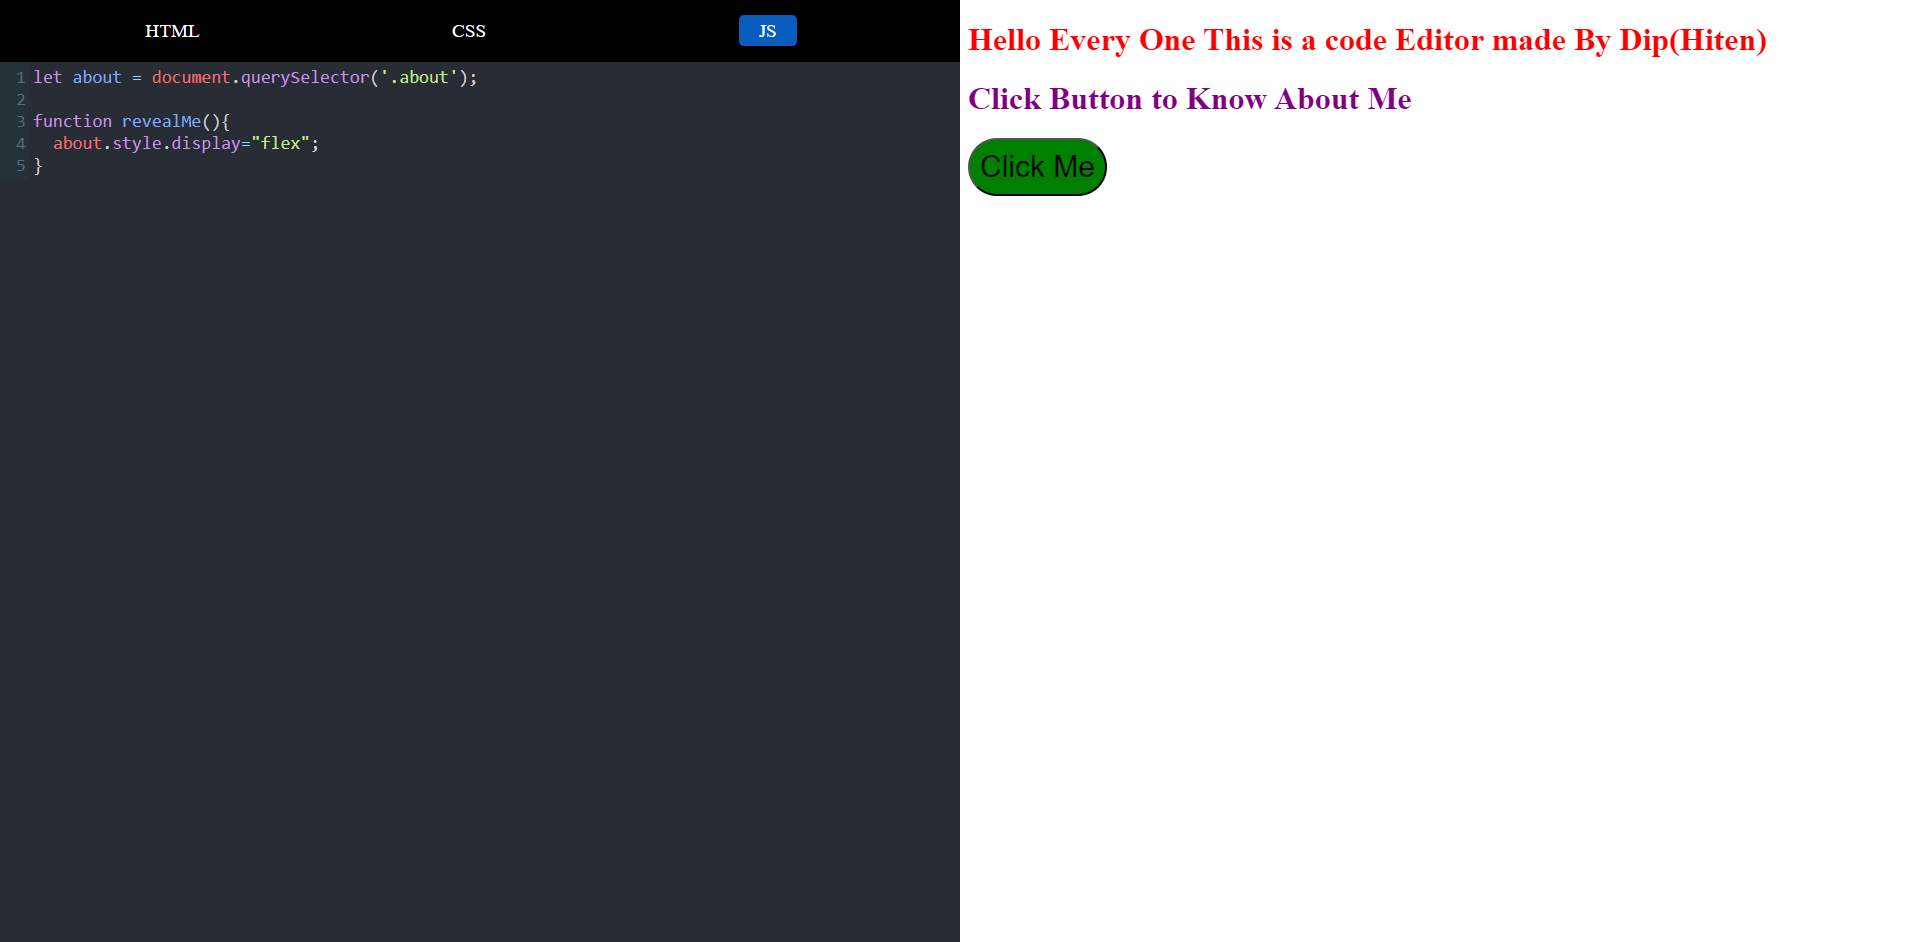 HTML CSS JS
1 let about = document.querySelector('.about');
2
3 function revealMe(){
4   about.style.display="flex";
5 }
Hello Every One This is a code Editor made By Dip(Hiten)
Click Button to Know About Me
Click Me